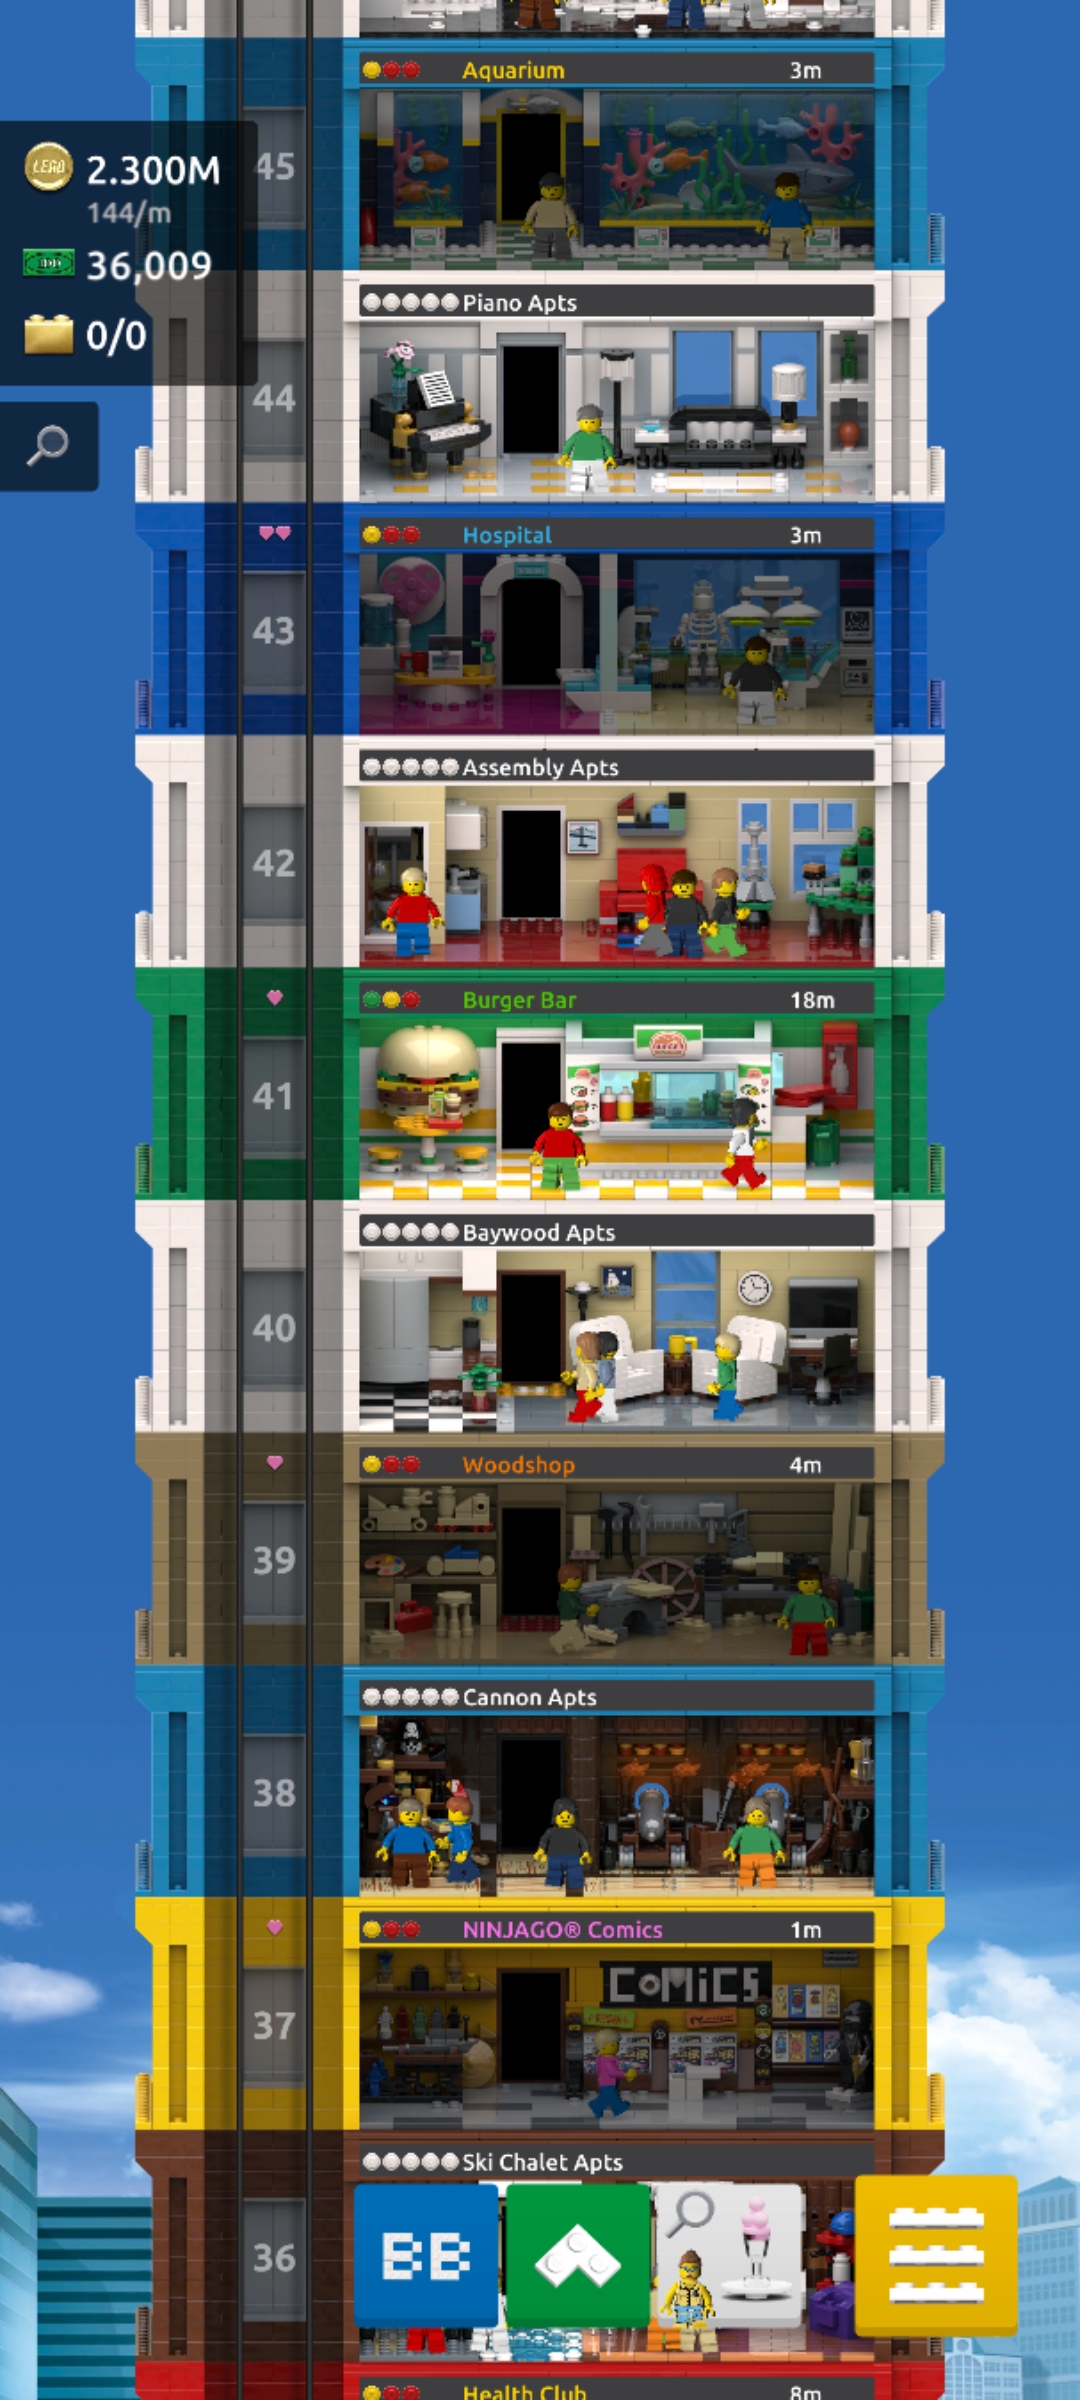 Aquarium 3m
45
LEGO 2.300M
144/m
36,009
0/0
Piano Apts
44
Hospital 3m
43
Assembly Apts
42
Burger Bar 18m
41
Baywood Apts
40
Woodshop 4m
39
Cannon Apts
38
NINJAGO® Comics 1m
COMiCS
37
Ski Chalet Apts
36
BB
Health Club 8m